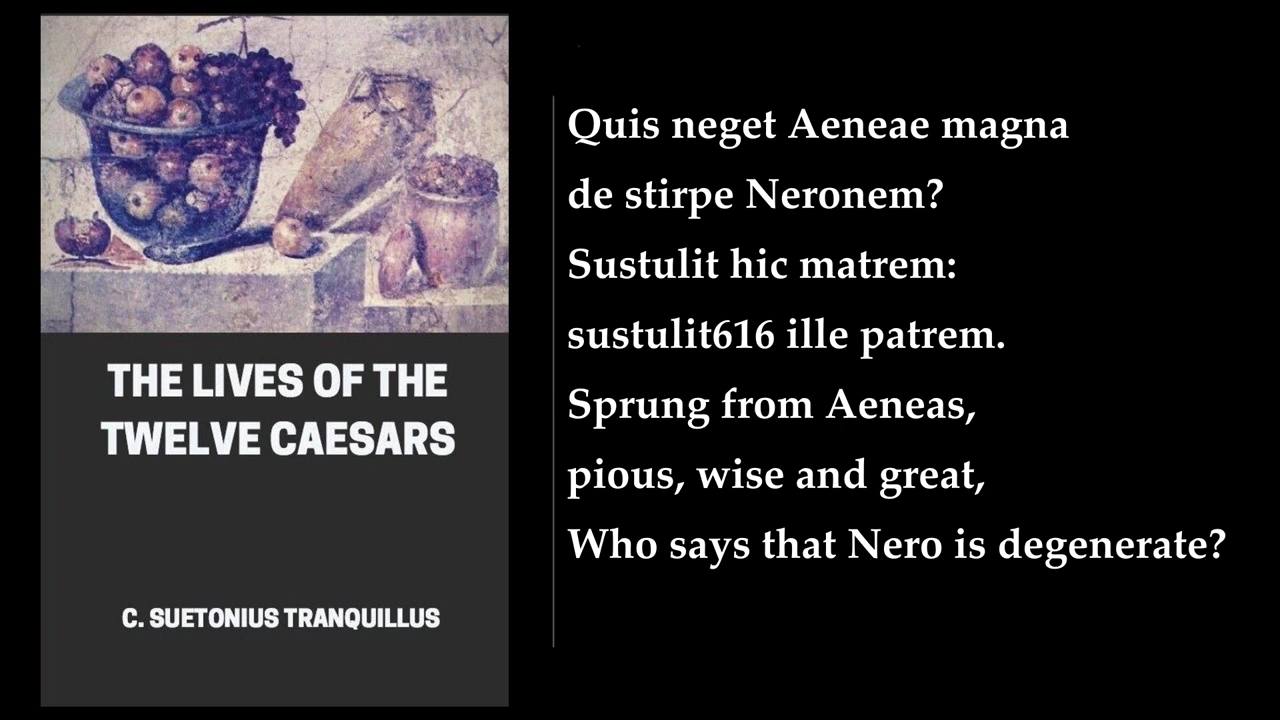 THE LIVES OF THE
TWELVE CAESARS
C. SUETONIUS TRANQUILLUS
Quis neget Aeneae magna
de stirpe Neronem?
Sustulit hic matrem:
sustulit616 ille patrem.
Sprung from Aeneas,
pious, wise and great,
Who says that Nero is degenerate?